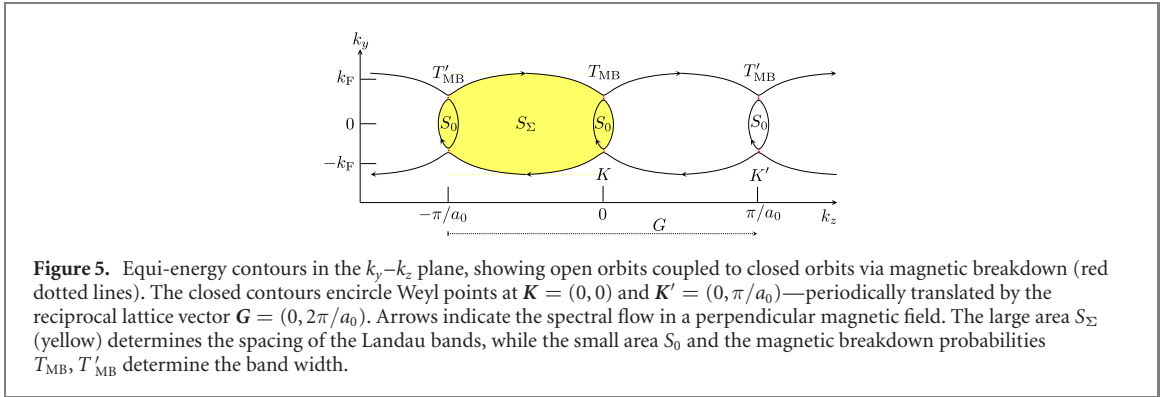 k_y
T′_MB T_MB T′_MB
k_F
0 S_0 S_Σ S_0 S_0
−k_F
K K′
−π/a_0 0 π/a_0 k_z
G
Figure 5. Equi-energy contours in the k_y–k_z plane, showing open orbits coupled to closed orbits via magnetic breakdown (red
dotted lines). The closed contours encircle Weyl points at K = (0, 0) and K′ = (0, π/a_0)—periodically translated by the
reciprocal lattice vector G = (0, 2π/a_0). Arrows indicate the spectral flow in a perpendicular magnetic field. The large area S_Σ
(yellow) determines the spacing of the Landau bands, while the small area S_0 and the magnetic breakdown probabilities
T_MB, T′_MB determine the band width.